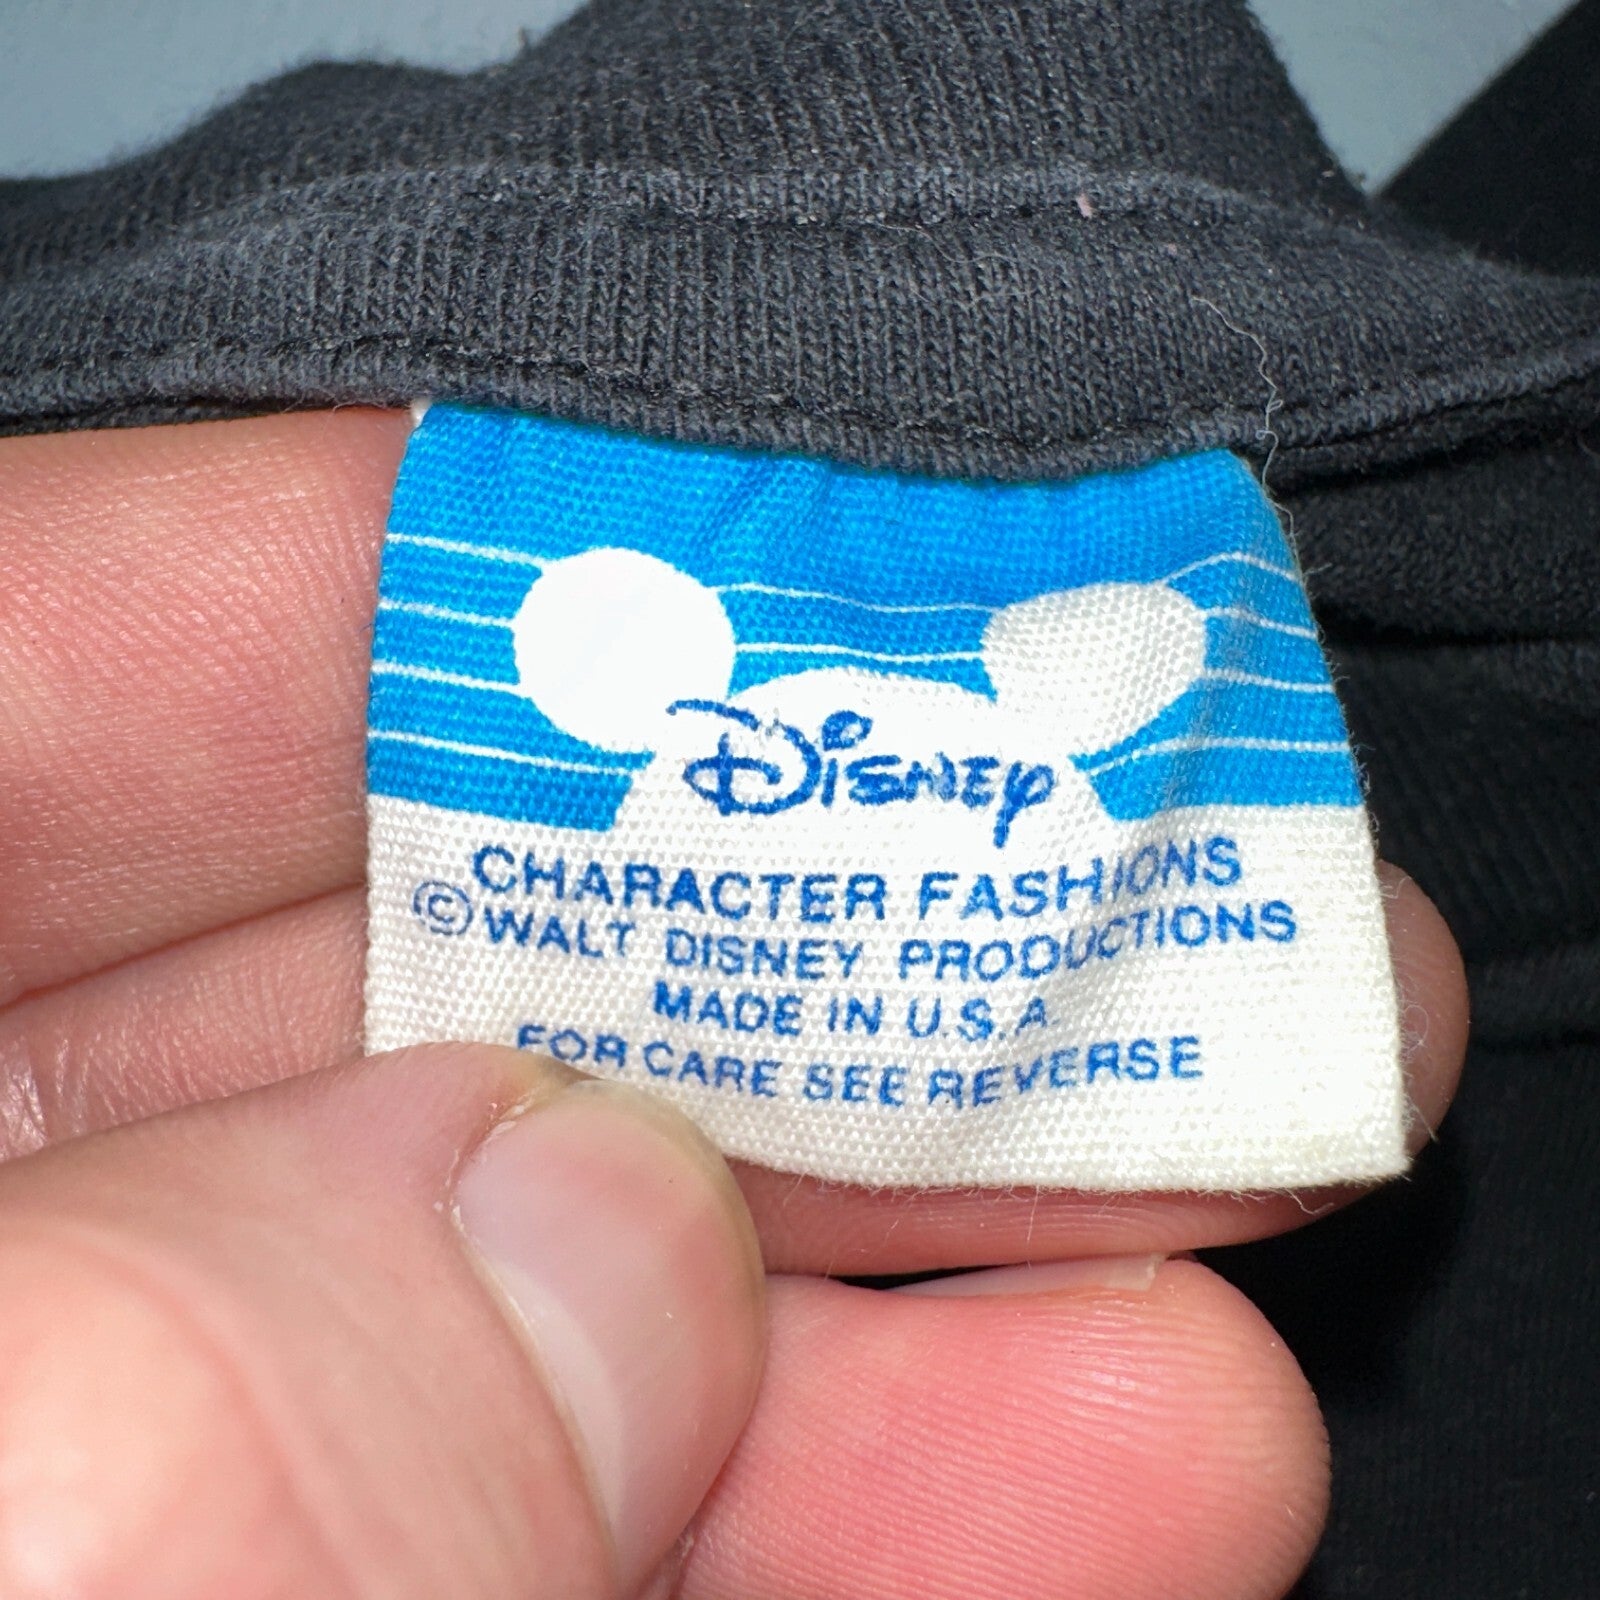 Disney
CHARACTER FASHIONS
© WALT DISNEY PRODUCTIONS
MADE IN U.S.A.
FOR CARE SEE REVERSE